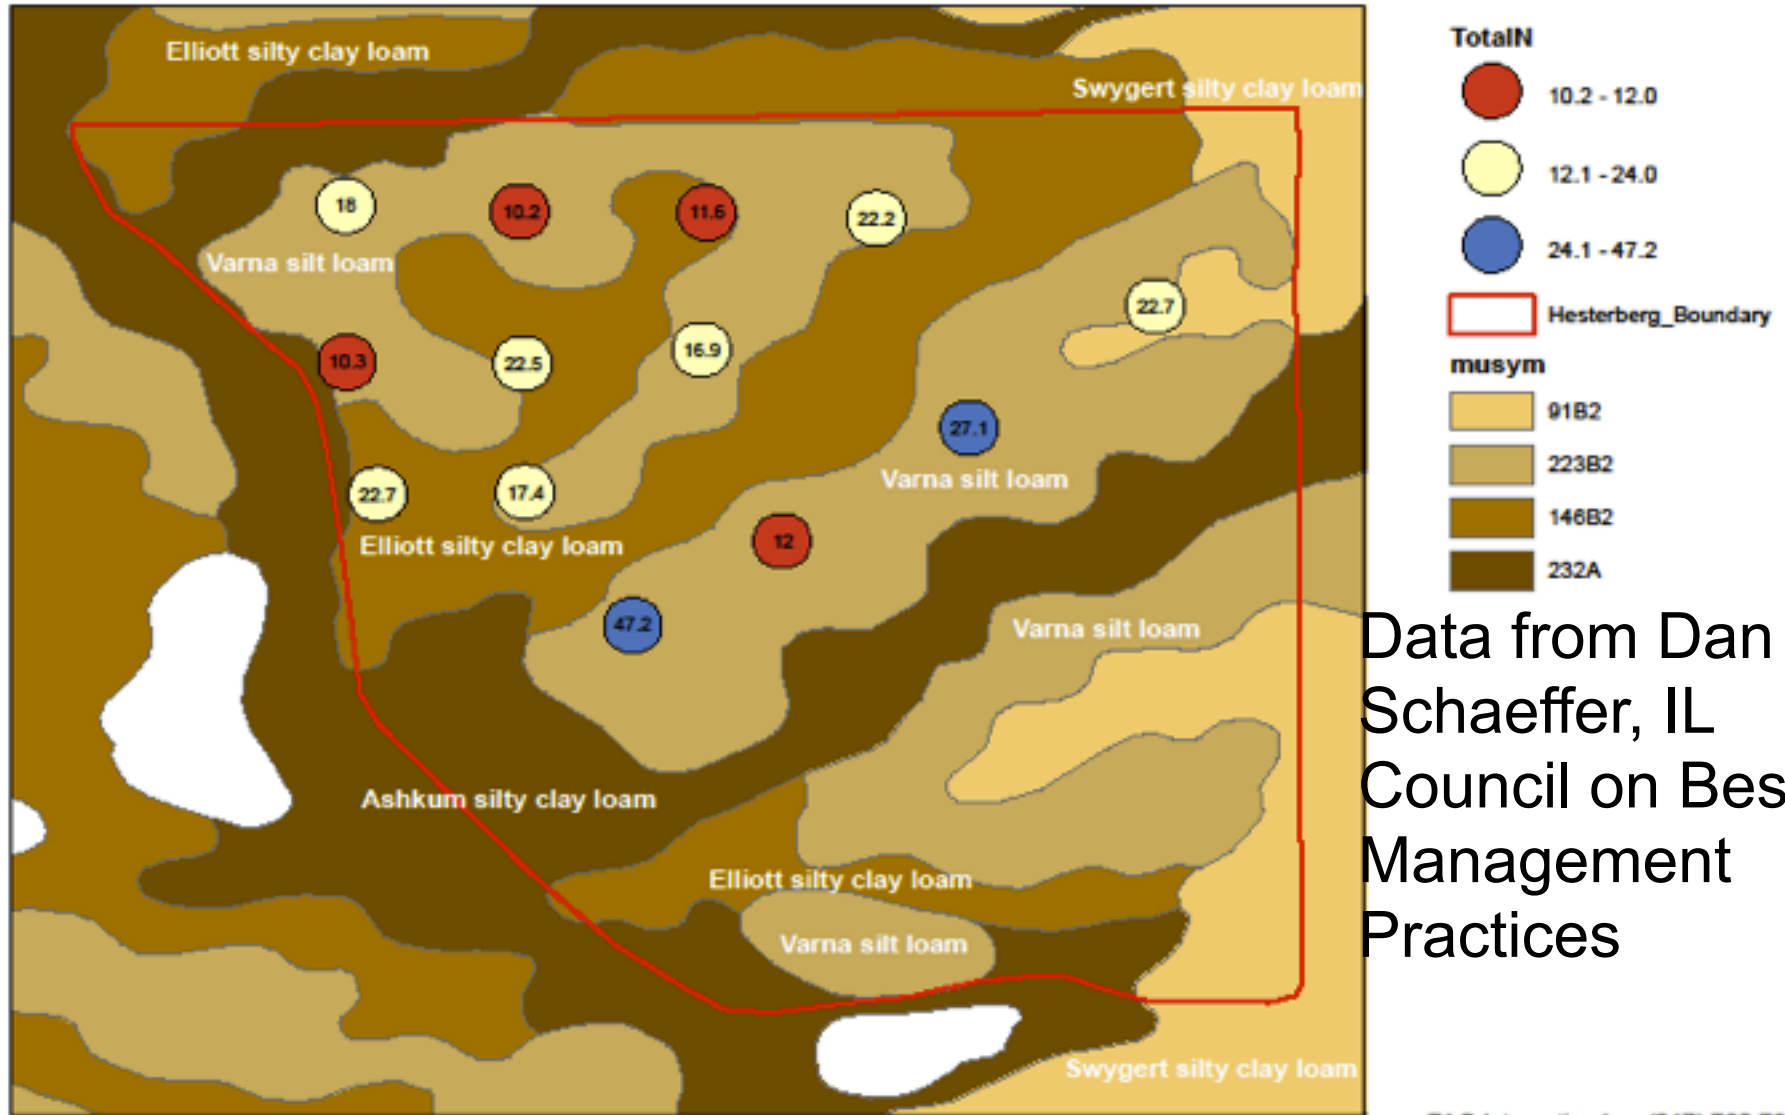 Elliott silty clay loam
Swygert silty clay loam
18
10.2
11.6
22.2
Varna silt loam
22.7
10.3
22.5
16.9
27.1
Varna silt loam
22.7
17.4
Elliott silty clay loam
12
47.2
Varna silt loam
Ashkum silty clay loam
Elliott silty clay loam
Varna silt loam
Swygert silty clay loam
TotalN
10.2 - 12.0
12.1 - 24.0
24.1 - 47.2
Hesterberg_Boundary
musym
91B2
223B2
146B2
232A
Data from Dan
Schaeffer, IL
Council on Bes
Management
Practices